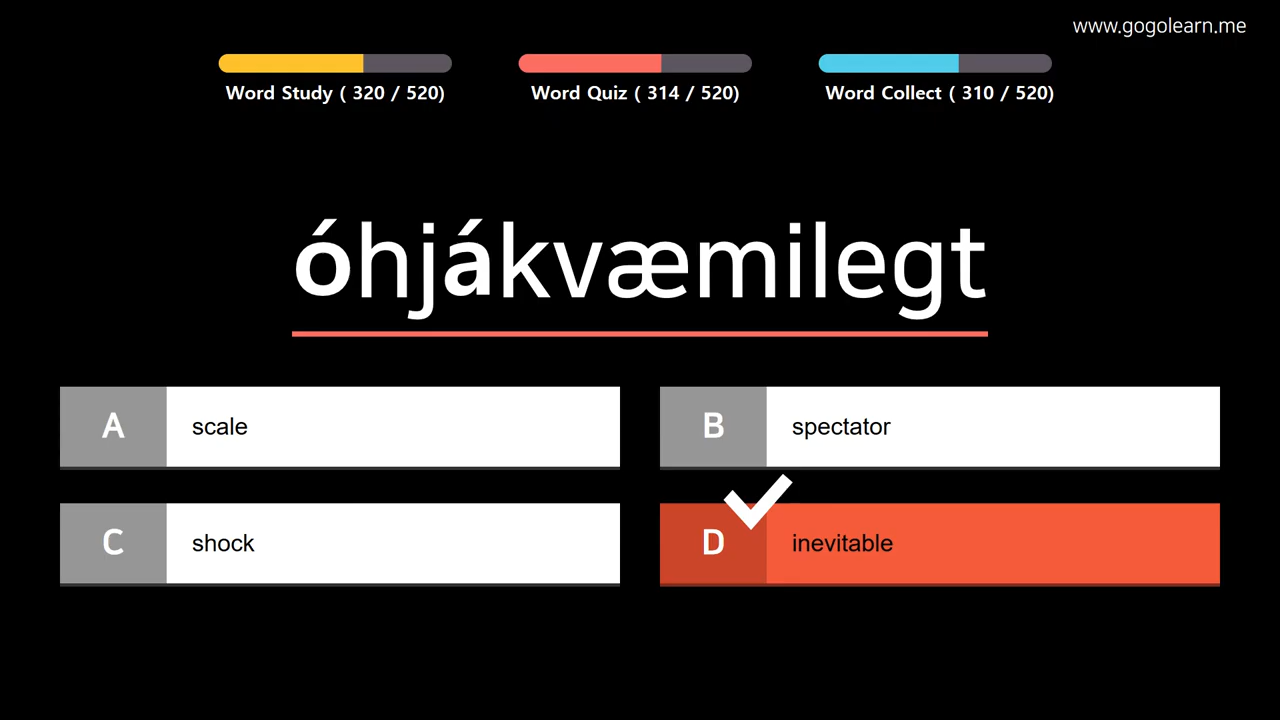 www.gogolearn.me
Word Study ( 320 / 520)
Word Quiz ( 314 / 520)
Word Collect ( 310 / 520)
óhjákvæmilegt
A scale
B spectator
C shock
D inevitable